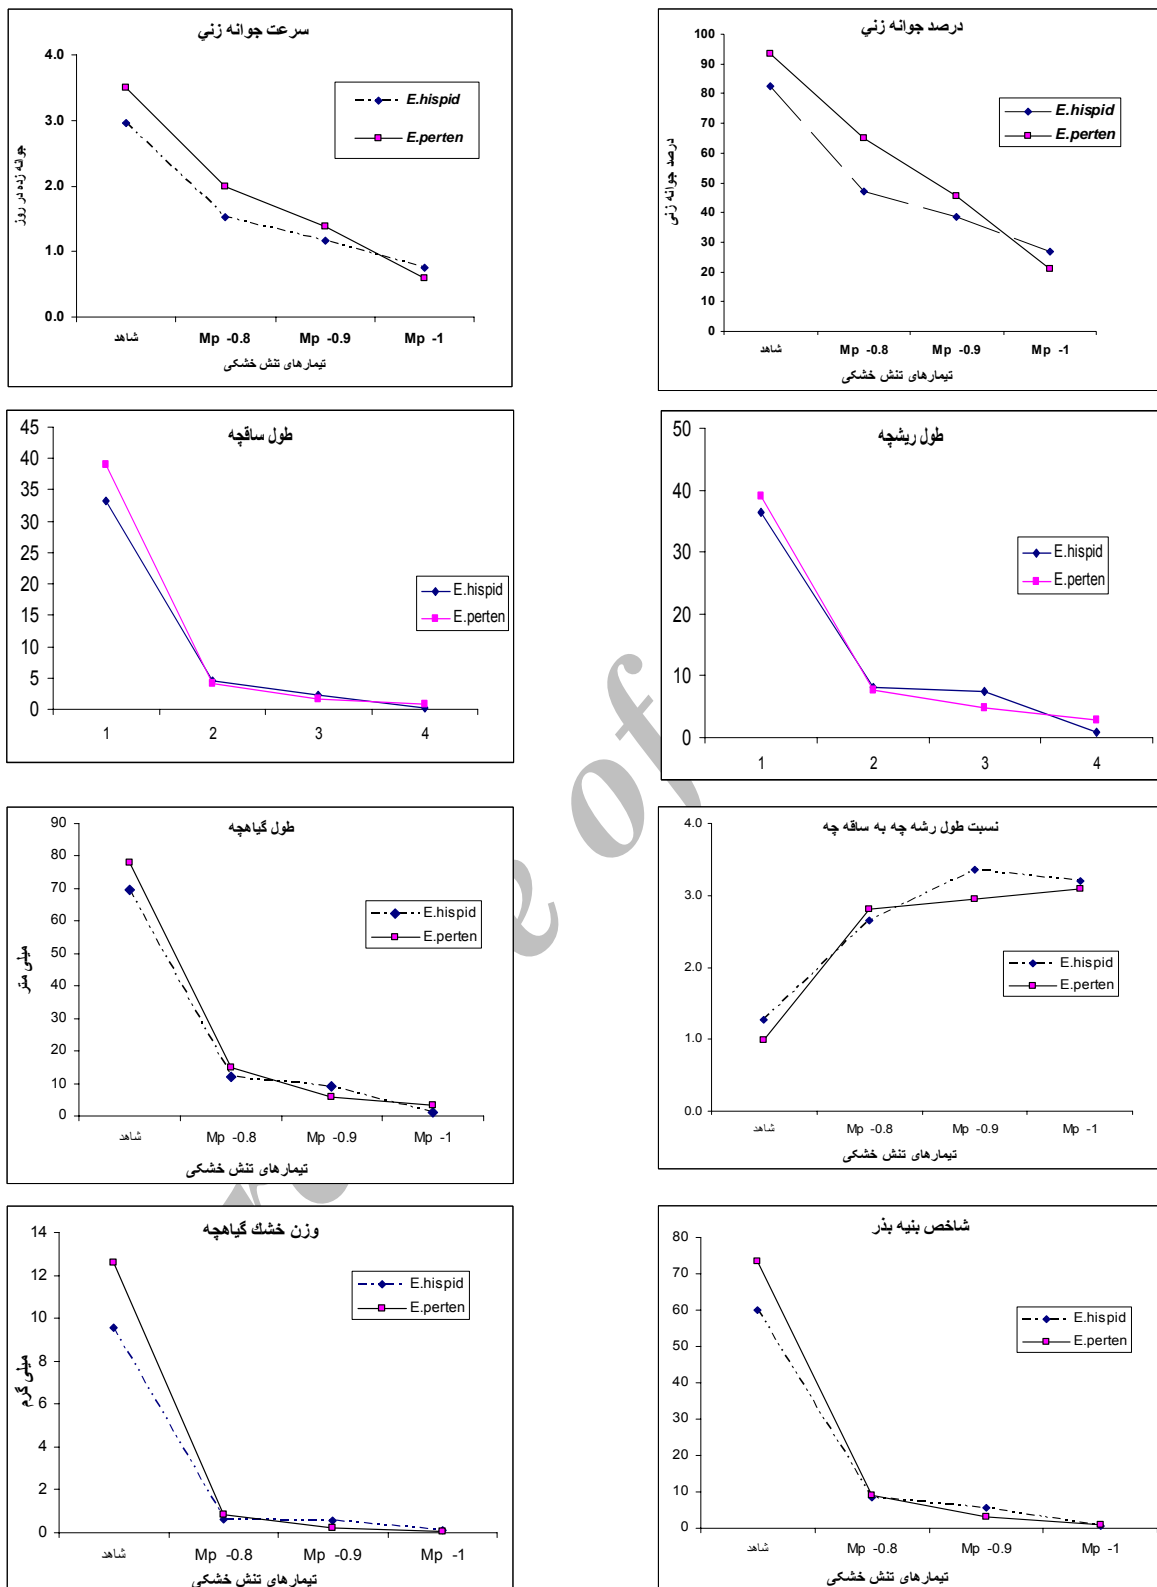 سرعت جوانه زني
4.0
3.0
2.0
1.0
0.0
جوانه زده در روز
E.hispid
E.perten
شاهد
Mp -0.8
Mp -0.9
Mp -1
تیمارهای تنش خشکی
درصد جوانه زني
100
90
80
70
60
50
40
30
20
10
0
درصد جوانه زنی
E.hispid
E.perten
شاهد
Mp -0.8
Mp -0.9
Mp -1
تیمارهای تنش خشکی
طول ساقچه
45
40
35
30
25
20
15
10
5
0
E.hispid
E.perten
1 2 3 4
طول ریشچه
50
40
30
20
10
0
E.hispid
E.perten
1 2 3 4
طول گیاهچه
90
80
70
60
50
40
30
20
10
0
میلی متر
E.hispid
E.perten
شاهد
Mp -0.8
Mp -0.9
Mp -1
تیمارهای تنش خشکی
نسبت طول رشه چه به ساقه چه
4.0
3.0
2.0
1.0
0.0
E.hispid
E.perten
شاهد
Mp -0.8
Mp -0.9
Mp -1
تیمارهای تنش خشکی
وزن خشك گیاهچه
14
12
10
8
6
4
2
0
میلی گرم
E.hispid
E.perten
شاهد
Mp -0.8
Mp -0.9
Mp -1
تیمارهای تنش خشکی
شاخص بنیه بذر
80
70
60
50
40
30
20
10
0
E.hispid
E.perten
شاهد
Mp -0.8
Mp -0.9
Mp -1
تیمارهای تنش خشکی
of